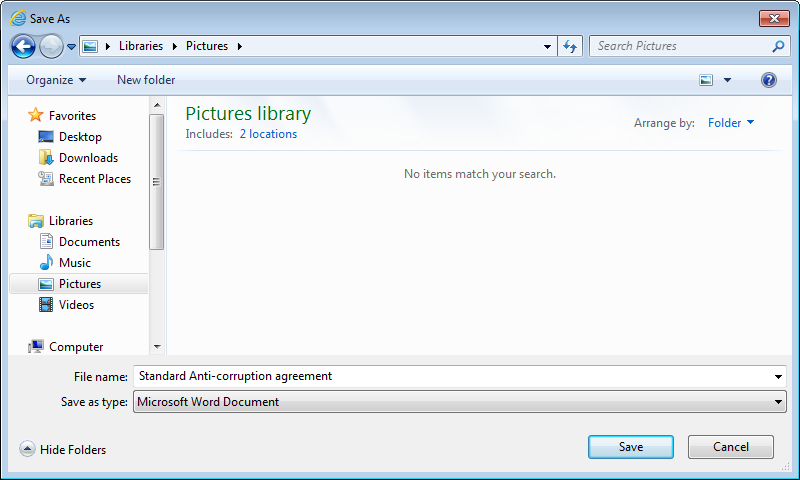 Save As
Libraries Pictures
Search Pictures
Organize New folder
Favorites
Desktop
Downloads
Recent Places
Libraries
Documents
Music
Pictures
Videos
Computer
Pictures library
Includes: 2 locations
Arrange by: Folder
No items match your search.
File name: Standard Anti-corruption agreement
Save as type: Microsoft Word Document
Hide Folders
Save Cancel